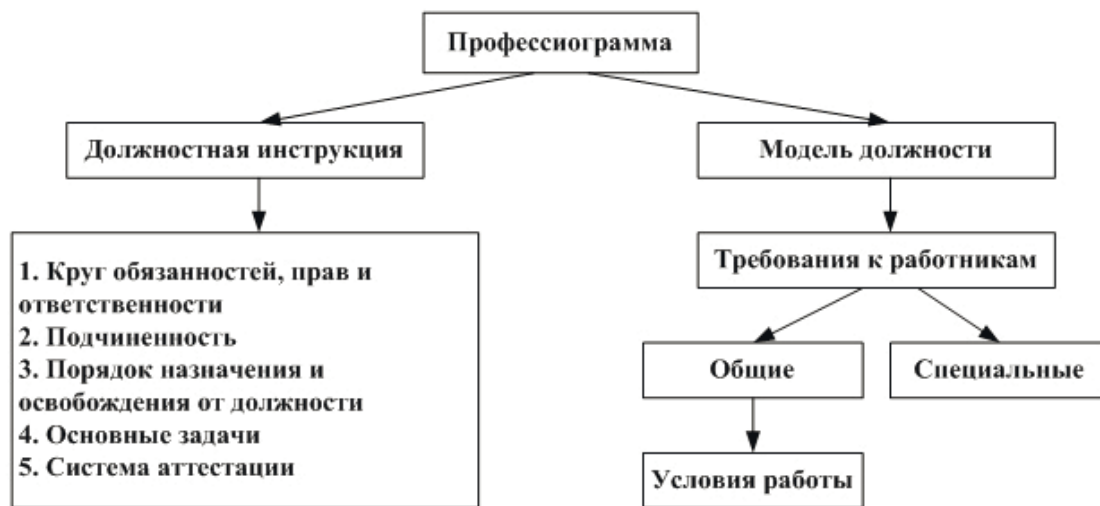 Профессиограмма
Должностная инструкция
Модель должности
1. Круг обязанностей, прав и
ответственности
2. Подчиненность
3. Порядок назначения и
освобождения от должности
4. Основные задачи
5. Система аттестации
Требования к работникам
Общие
Специальные
Условия работы